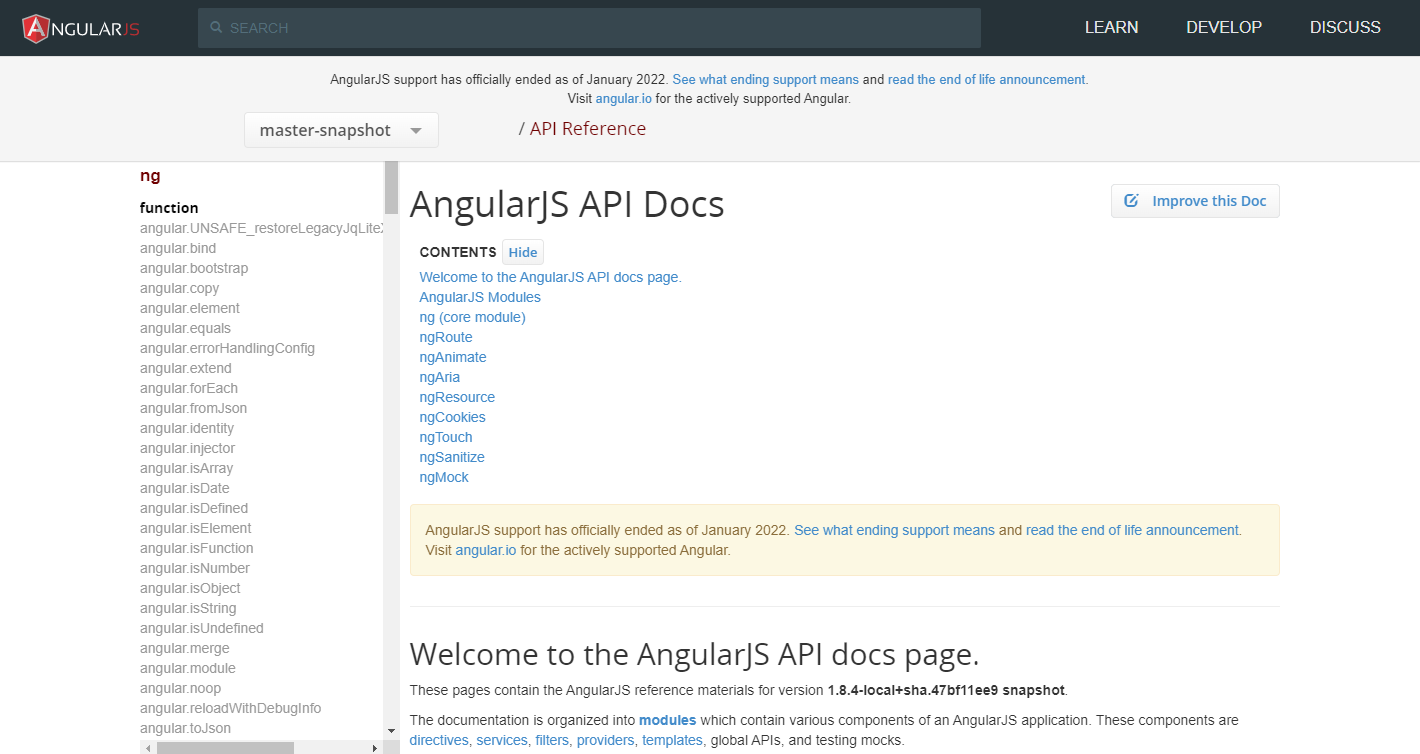 ANGULARJS
SEARCH
LEARN
DEVELOP
DISCUSS
AngularJS support has officially ended as of January 2022. See what ending support means and read the end of life announcement.
Visit angular.io for the actively supported Angular.
master-snapshot
/ API Reference
ng
function
angular.UNSAFE_restoreLegacyJqLiteX
angular.bind
angular.bootstrap
angular.copy
angular.element
angular.equals
angular.errorHandlingConfig
angular.extend
angular.forEach
angular.fromJson
angular.identity
angular.injector
angular.isArray
angular.isDate
angular.isDefined
angular.isElement
angular.isFunction
angular.isNumber
angular.isObject
angular.isString
angular.isUndefined
angular.merge
angular.module
angular.noop
angular.reloadWithDebugInfo
angular.toJson
AngularJS API Docs
Improve this Doc
CONTENTS Hide
Welcome to the AngularJS API docs page.
AngularJS Modules
ng (core module)
ngRoute
ngAnimate
ngAria
ngResource
ngCookies
ngTouch
ngSanitize
ngMock
AngularJS support has officially ended as of January 2022. See what ending support means and read the end of life announcement.
Visit angular.io for the actively supported Angular.
Welcome to the AngularJS API docs page.
These pages contain the AngularJS reference materials for version 1.8.4-local+sha.47bf11ee9 snapshot.
The documentation is organized into modules which contain various components of an AngularJS application. These components are
directives, services, filters, providers, templates, global APIs, and testing mocks.